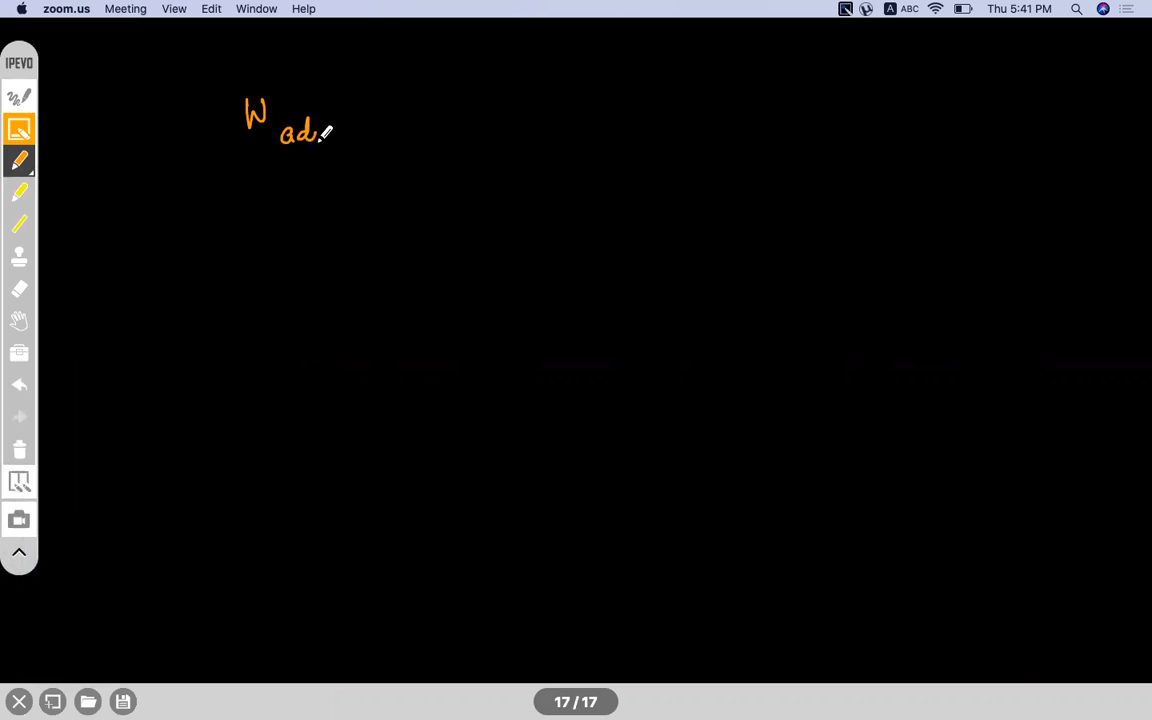 zoom.us Meeting View Edit Window Help A ABC Thu 5:41 PM
IPEVO
W ad
17/17